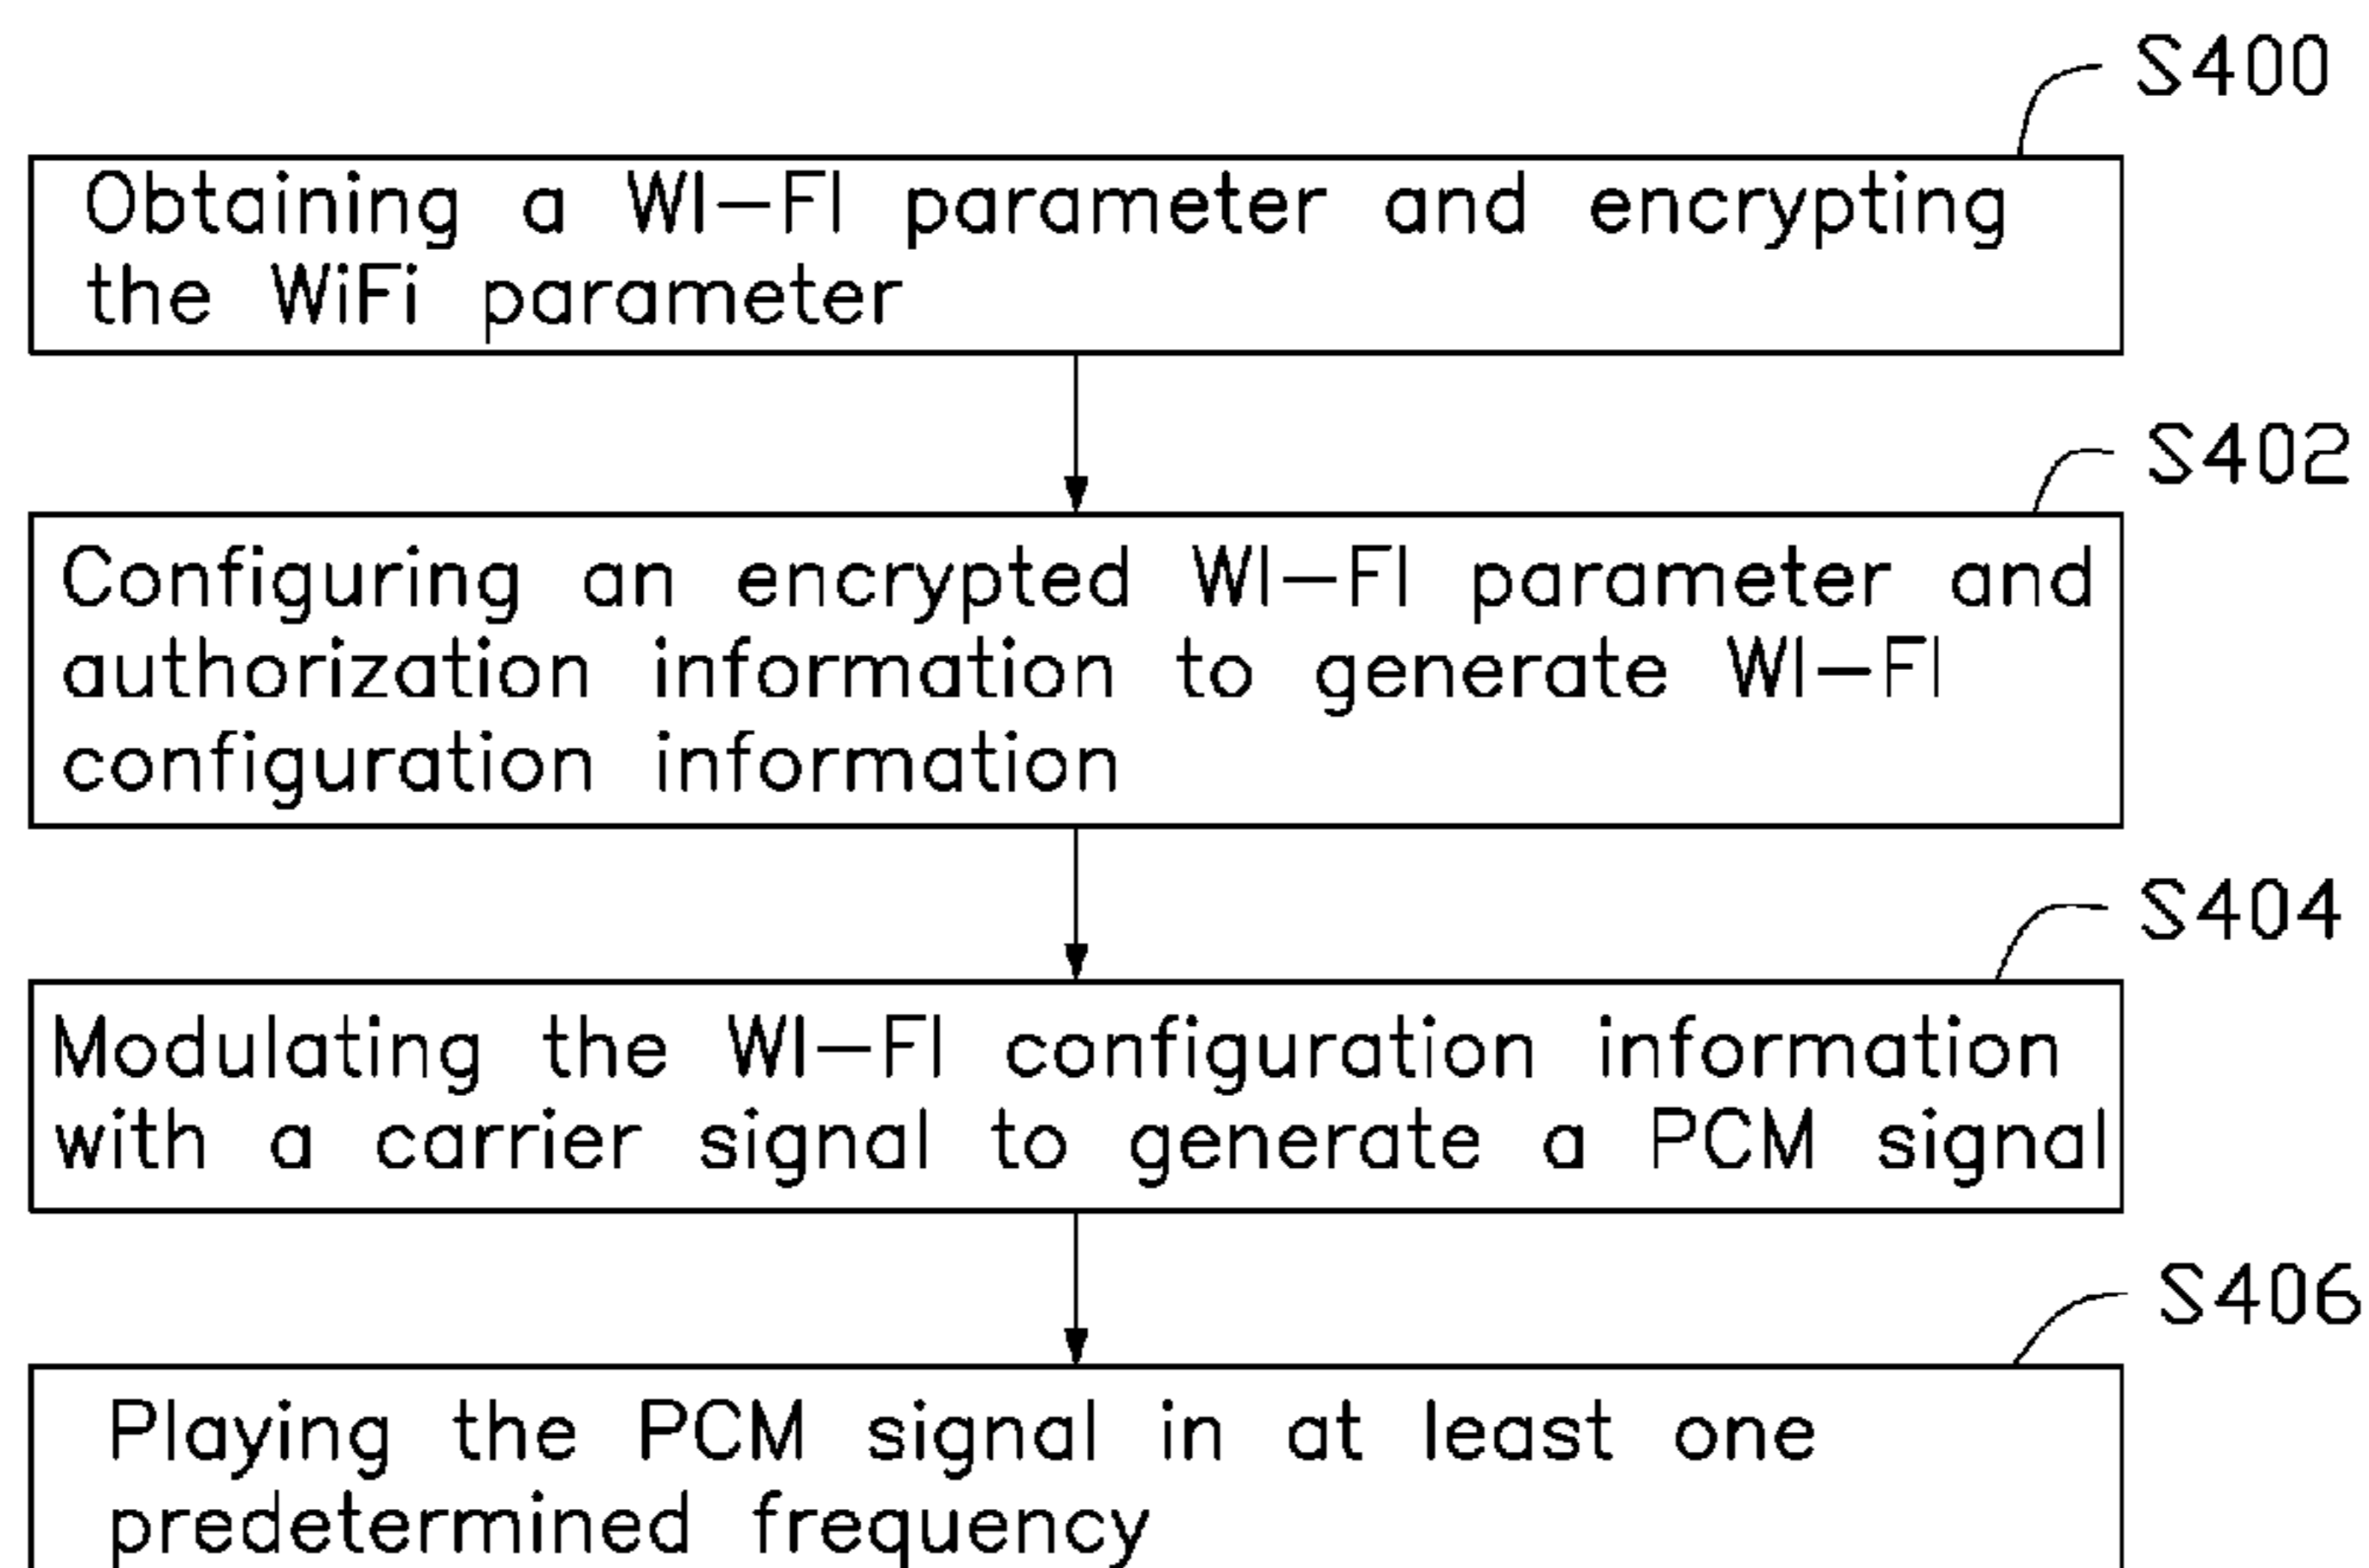 S400
Obtaining a WI-FI parameter and encrypting
the WiFi parameter
S402
Configuring an encrypted WI-FI parameter and
authorization information to generate WI-FI
configuration information
S404
Modulating the WI-FI configuration information
with a carrier signal to generate a PCM signal
S406
Playing the PCM signal in at least one
predetermined frequency